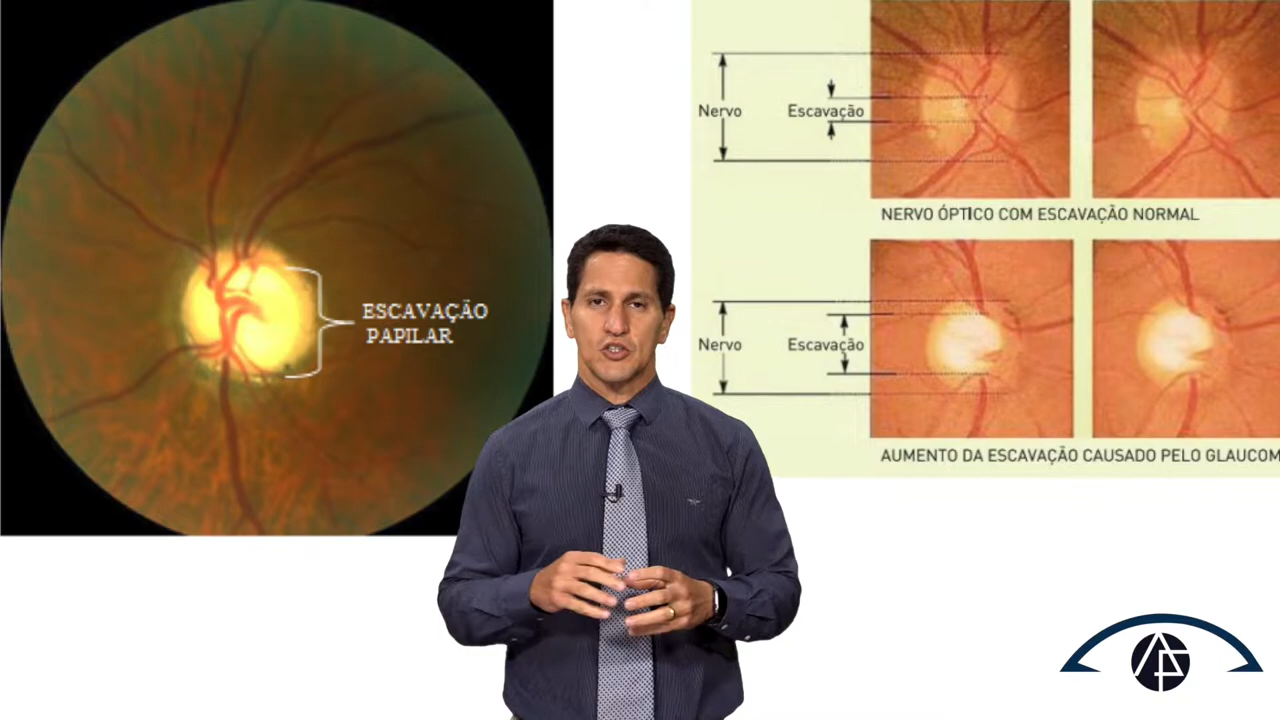 ESCAVAÇÃO
PAPILAR
Nervo
Escavação
NERVO ÓPTICO COM ESCAVAÇÃO NORMAL
Nervo
Escavação
AUMENTO DA ESCAVAÇÃO CAUSADO PELO GLAUCOM